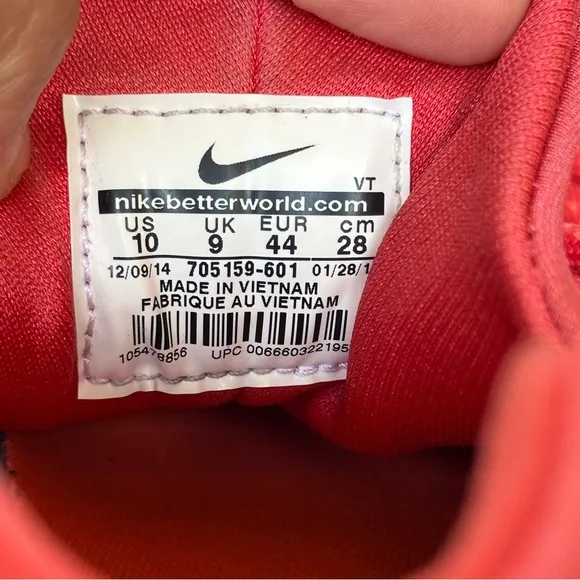 VT
nikebetterworld.com
US UK EUR cm
10 9 44 28
12/09/14 705159-601 01/28/1
MADE IN VIETNAM
FABRIQUE AU VIETNAM
UPC 00666032219